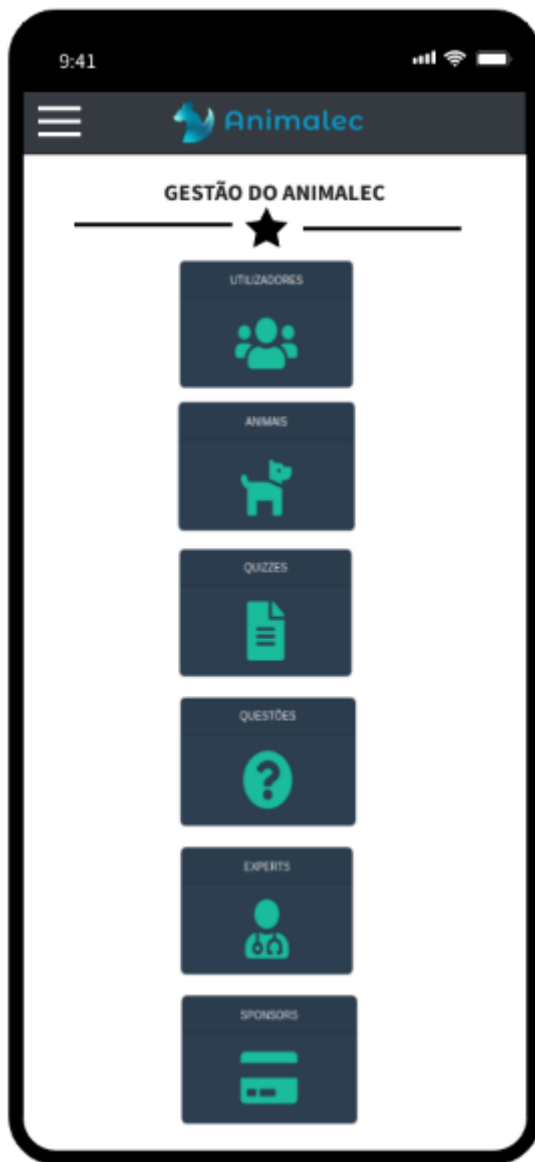 9:41
Animalec
GESTÃO DO ANIMALEC
UTILIZADORES
ANIMAIS
QUIZZES
QUESTÕES
EXPERTS
SPONSORS